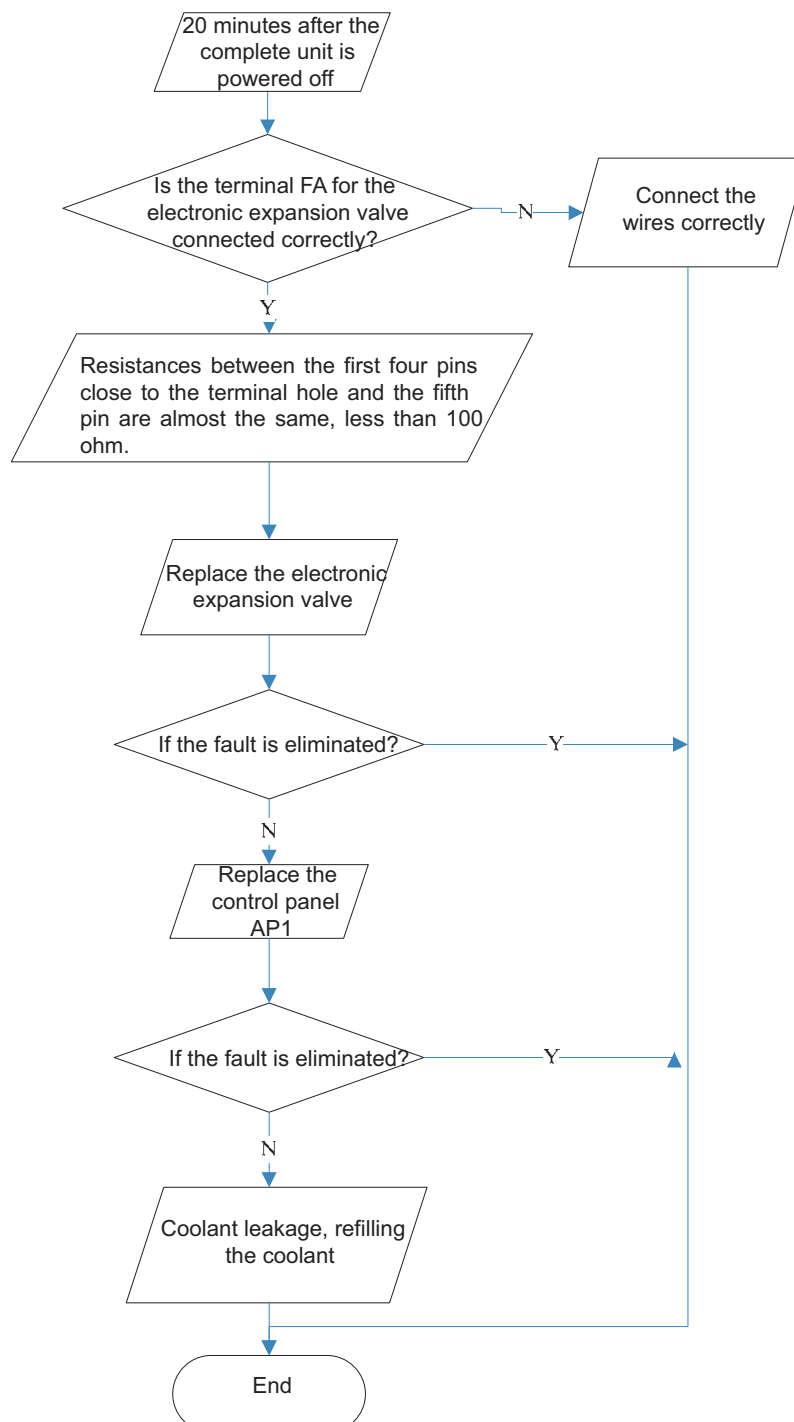 20 minutes after the
complete unit is
powered off
Is the terminal FA for the
electronic expansion valve
connected correctly?
N
Connect the
wires correctly
Y
Resistances between the first four pins
close to the terminal hole and the fifth
pin are almost the same, less than 100
ohm.
Replace the electronic
expansion valve
If the fault is eliminated?
Y
N
Replace the
control panel
AP1
If the fault is eliminated?
Y
N
Coolant leakage, refilling
the coolant
End